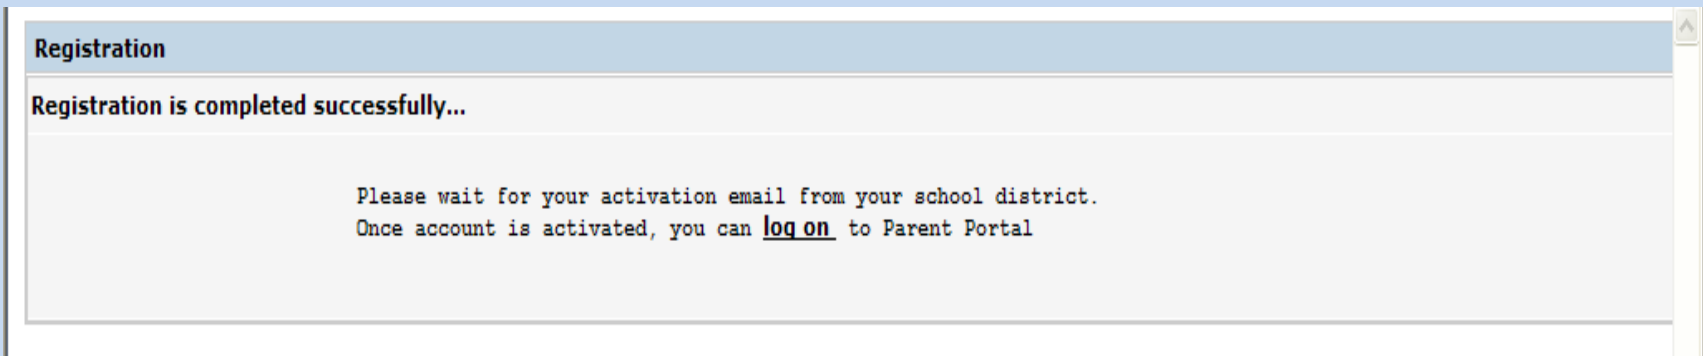 Registration
Registration is completed successfully...
Please wait for your activation email from your school district.
Once account is activated, you can log on to Parent Portal